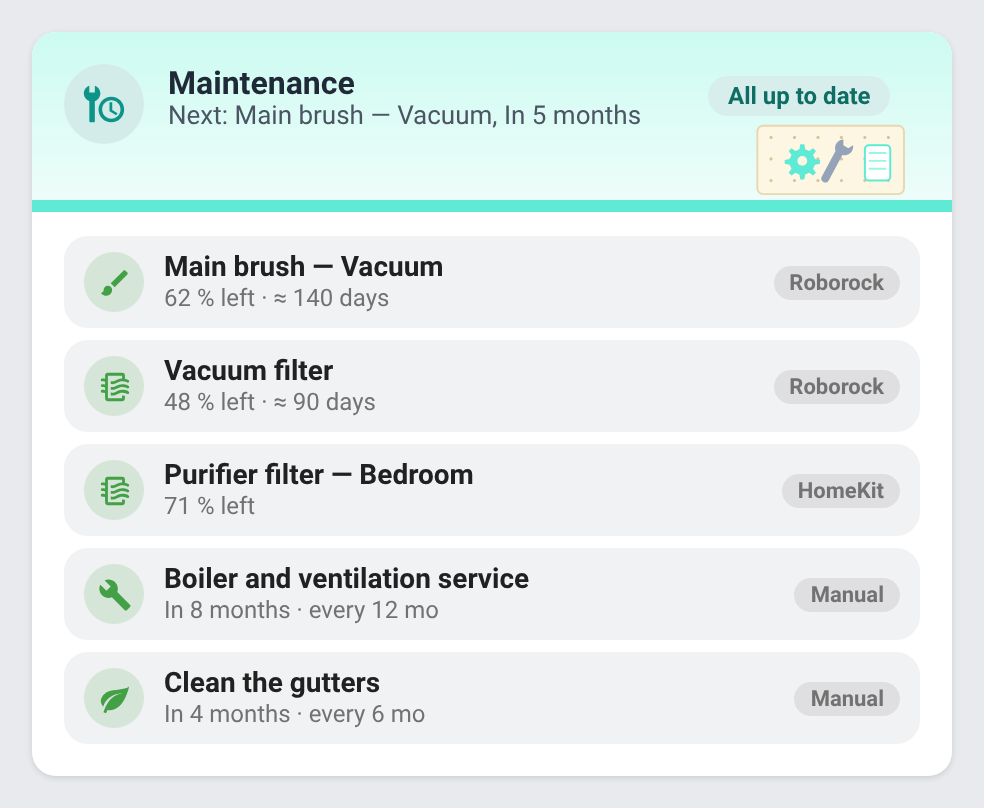 Maintenance
Next: Main brush — Vacuum, In 5 months
All up to date
Main brush — Vacuum
62 % left · ≈ 140 days
Roborock
Vacuum filter
48 % left · ≈ 90 days
Roborock
Purifier filter — Bedroom
71 % left
HomeKit
Boiler and ventilation service
In 8 months · every 12 mo
Manual
Clean the gutters
In 4 months · every 6 mo
Manual